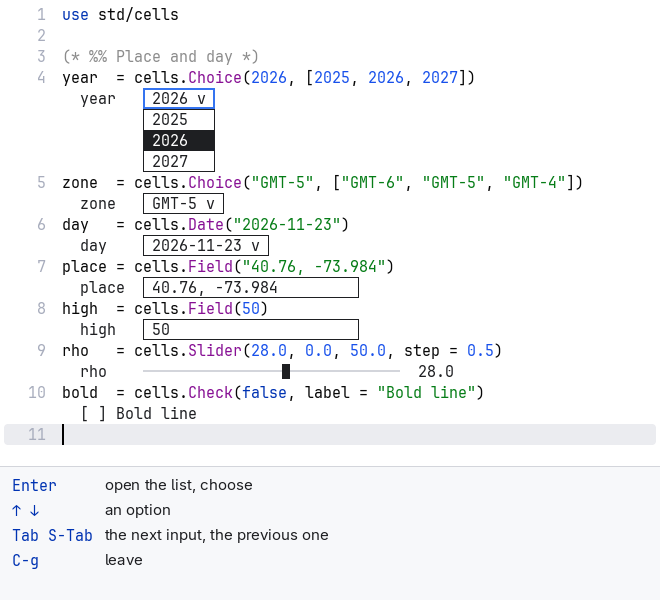 1 use std/cells
2
3 (* %% Place and day *)
4 year  = cells.Choice(2026, [2025, 2026, 2027])
year 2026 v
2025
2026
2027
5 zone  = cells.Choice("GMT-5", ["GMT-6", "GMT-5", "GMT-4"])
zone GMT-5 v
6 day   = cells.Date("2026-11-23")
day 2026-11-23 v
7 place = cells.Field("40.76, -73.984")
place 40.76, -73.984
8 high  = cells.Field(50)
high 50
9 rho   = cells.Slider(28.0, 0.0, 50.0, step = 0.5)
rho 28.0
10 bold  = cells.Check(false, label = "Bold line")
[ ] Bold line
11
Enter open the list, choose
↑ ↓ an option
Tab S-Tab the next input, the previous one
C-g leave